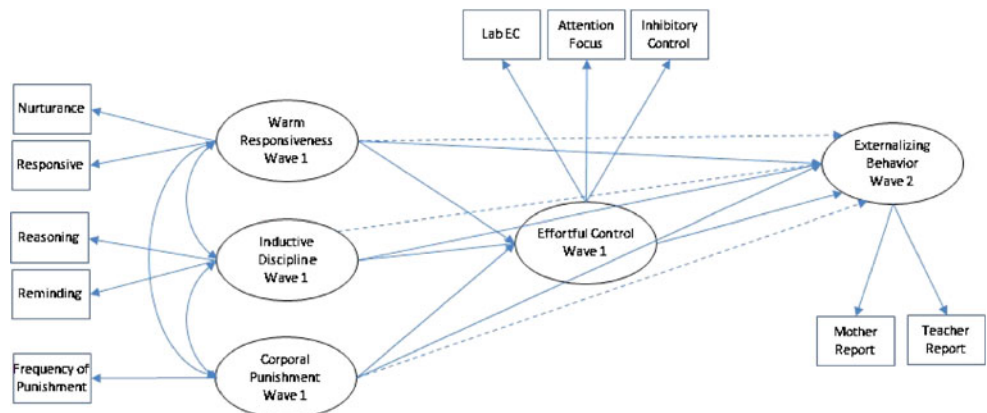 Lab EC
Attention
Focus
Inhibitory
Control
Nurturance
Responsive
Reasoning
Reminding
Frequency of
Punishment
Warm
Responsiveness
Wave 1
Inductive
Discipline
Wave 1
Corporal
Punishment
Wave 1
Effortful Control
Wave 1
Externalizing
Behavior
Wave 2
Mother
Report
Teacher
Report